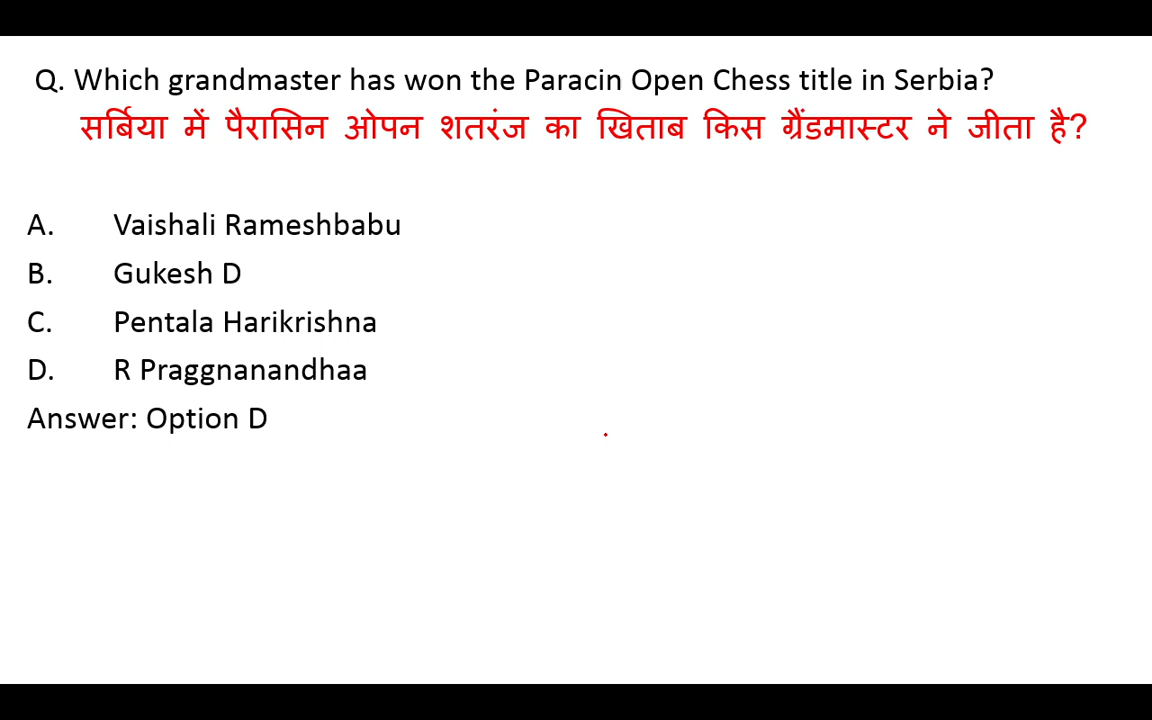 Q. Which grandmaster has won the Paracin Open Chess title in Serbia?
सर्बिया में पैरासिन ओपन शतरंज का खिताब किस ग्रैंडमास्टर ने जीता है?
A. Vaishali Rameshbabu
B. Gukesh D
C. Pentala Harikrishna
D. R Praggnanandhaa
Answer: Option D